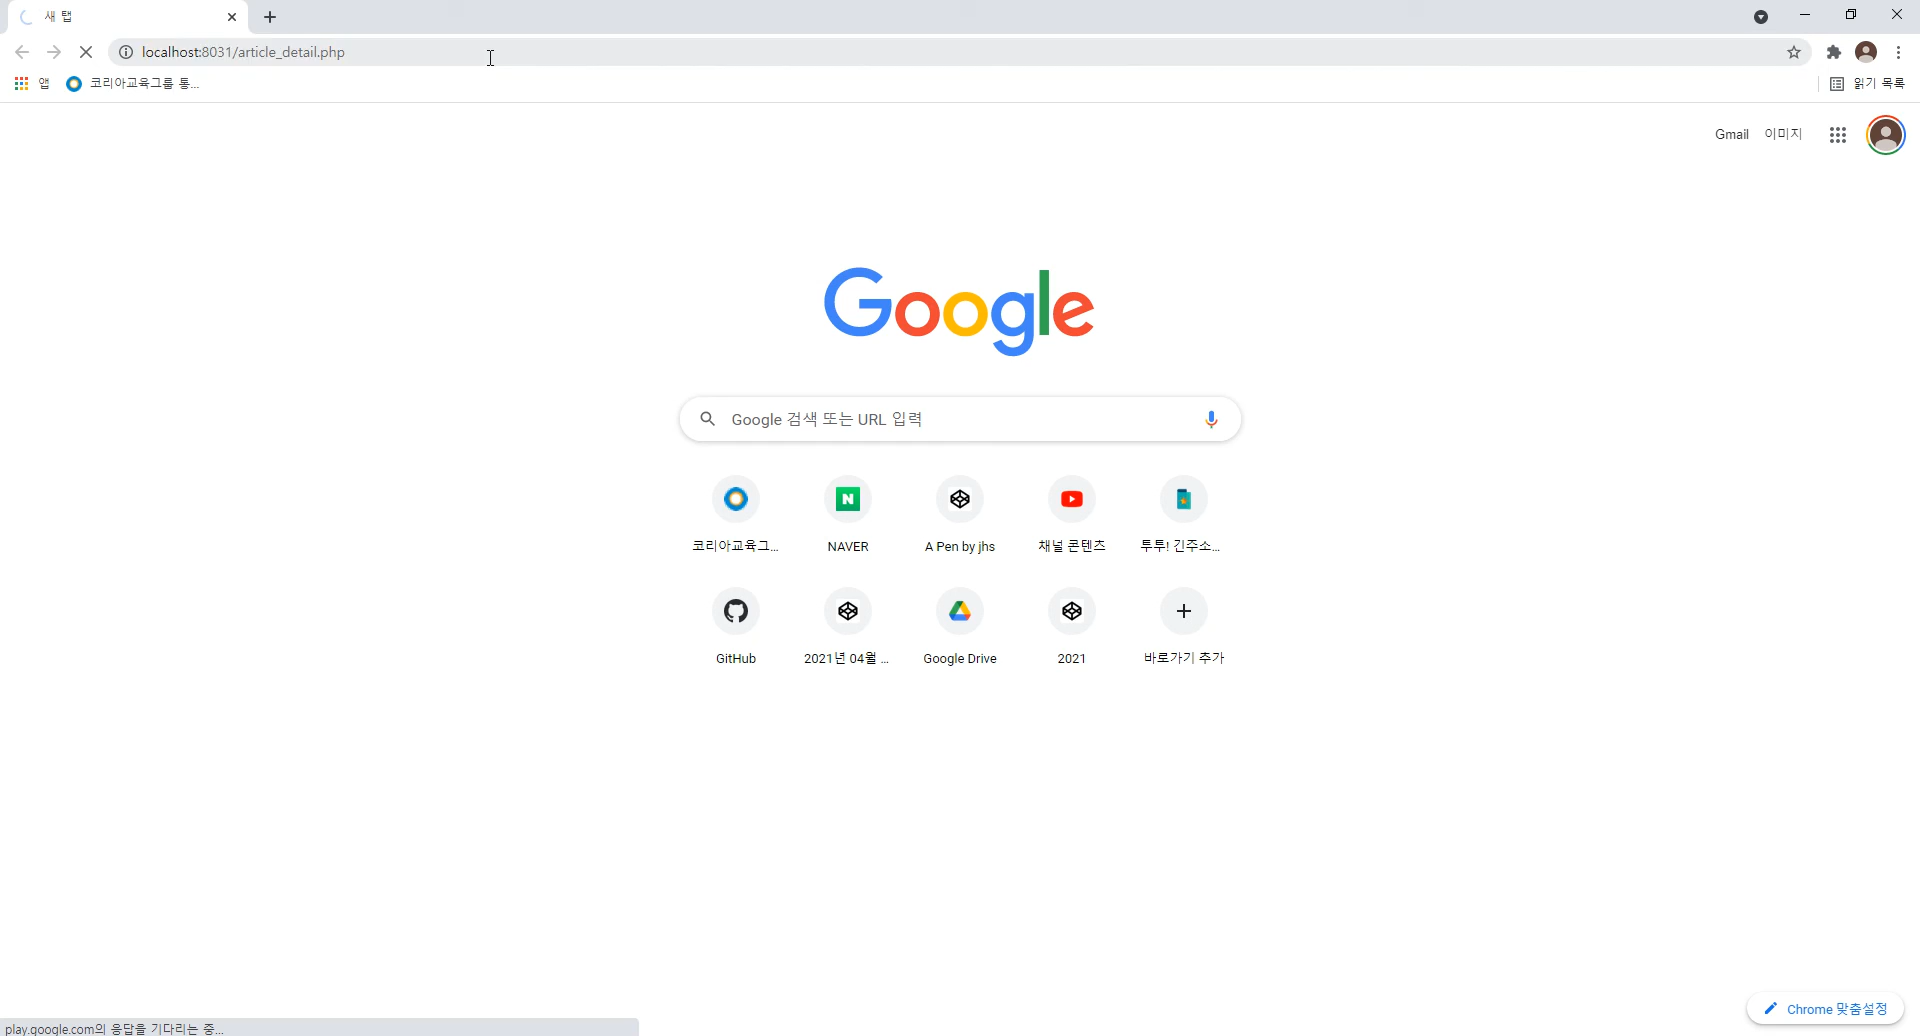 새 탭
localhost:8031/article_detail.php
앱
코리아교육그룹 통...
읽기 목록
Gmail 이미지
Google
Google 검색 또는 URL 입력
코리아교육그...
NAVER
A Pen by jhs
채널 콘텐츠
투투! 긴주소...
GitHub
2021년 04월 ...
Google Drive
2021
바로가기 추가
Chrome 맞춤설정
play.google.com의 응답을 기다리는 중...